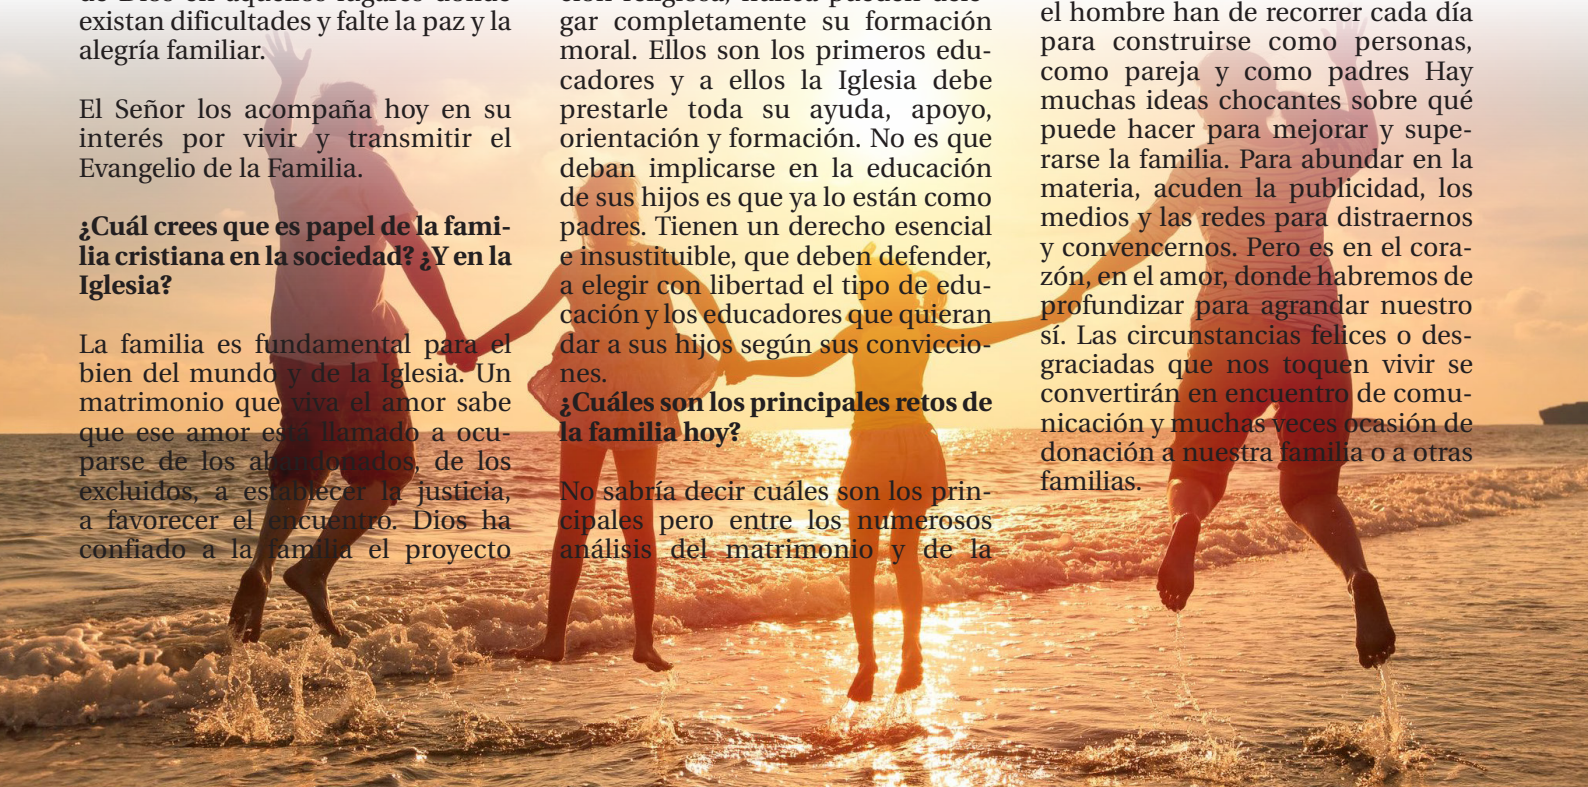 existan dificultades y falte la paz y la
alegría familiar.
El Señor los acompaña hoy en su
interés por vivir y transmitir el
Evangelio de la Familia.
¿Cuál crees que es papel de la fami-
lia cristiana en la sociedad? ¿Y en la
Iglesia?
La familia es fundamental para el
bien del mundo y de la Iglesia. Un
matrimonio que viva el amor sabe
que ese amor está llamado a ocu-
parse de los abandonados, de los
excluidos, a establecer la justicia,
a favorecer el encuentro. Dios ha
confiado a la familia el proyecto
gar completamente su formación
moral. Ellos son los primeros edu-
cadores y a ellos la Iglesia debe
prestarle toda su ayuda, apoyo,
orientación y formación. No es que
deban implicarse en la educación
de sus hijos es que ya lo están como
padres. Tienen un derecho esencial
e insustituible, que deben defender,
a elegir con libertad el tipo de edu-
cación y los educadores que quieran
dar a sus hijos según sus conviccio-
nes.
¿Cuáles son los principales retos de
la familia hoy?
No sabría decir cuáles son los prin-
cipales pero entre los numerosos
análisis del matrimonio y de la
el hombre han de recorrer cada día
para construirse como personas,
como pareja y como padres Hay
muchas ideas chocantes sobre qué
puede hacer para mejorar y supe-
rarse la familia. Para abundar en la
materia, acuden la publicidad, los
medios y las redes para distraernos
y convencernos. Pero es en el cora-
zón, en el amor, donde habremos de
profundizar para agrandar nuestro
sí. Las circunstancias felices o des-
graciadas que nos toquen vivir se
convertirán en encuentro de comu-
nicación y muchas veces ocasión de
donación a nuestra familia o a otras
familias.